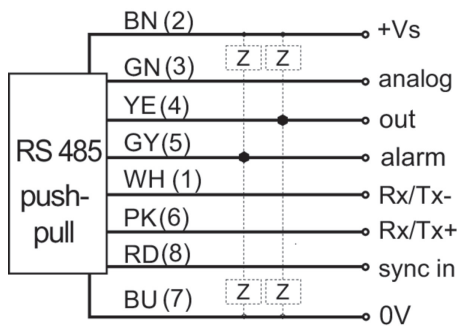 BN (2) +Vs
Z Z
GN (3) analog
YE (4) out
RS 485 GY (5) alarm
push- WH (1) Rx/Tx-
pull PK (6) Rx/Tx+
RD(8) sync in
Z Z
BU (7) 0V